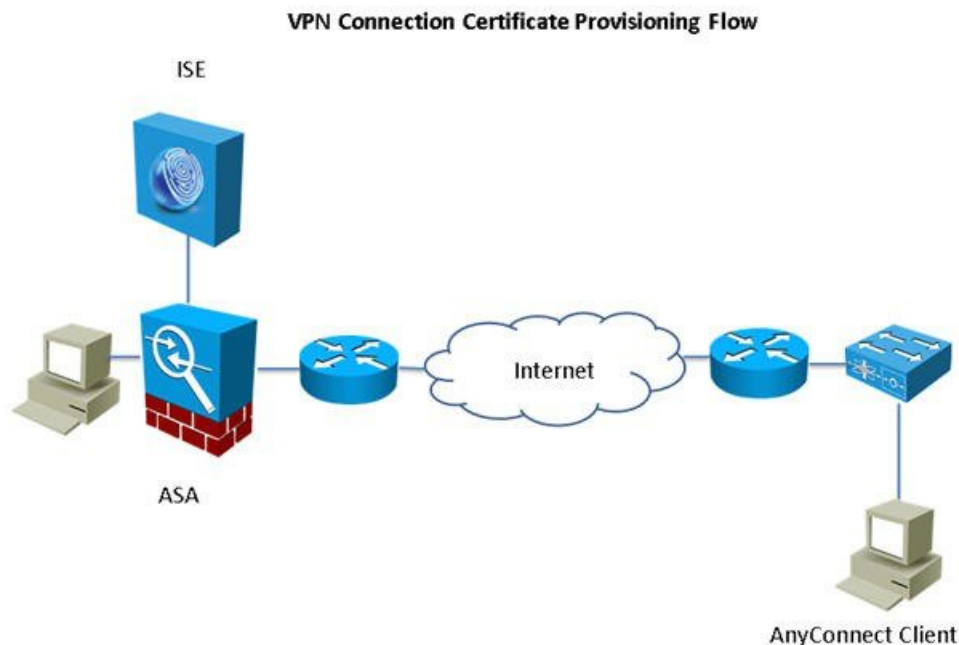 VPN Connection Certificate Provisioning Flow
ISE
Internet
ASA
AnyConnect Client